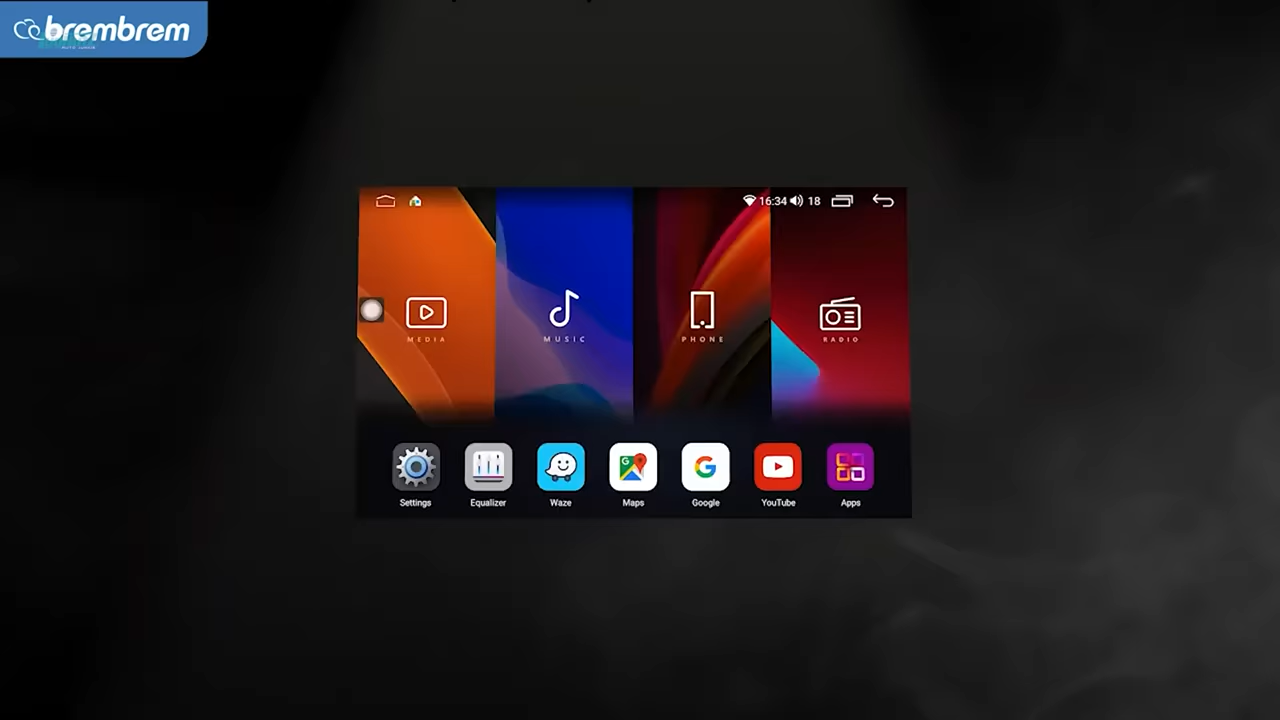 brembrem
16:34 18
MEDIA
MUSIC
PHONE
RADIO
Settings
Equalizer
Waze
Maps
Google
YouTube
Apps